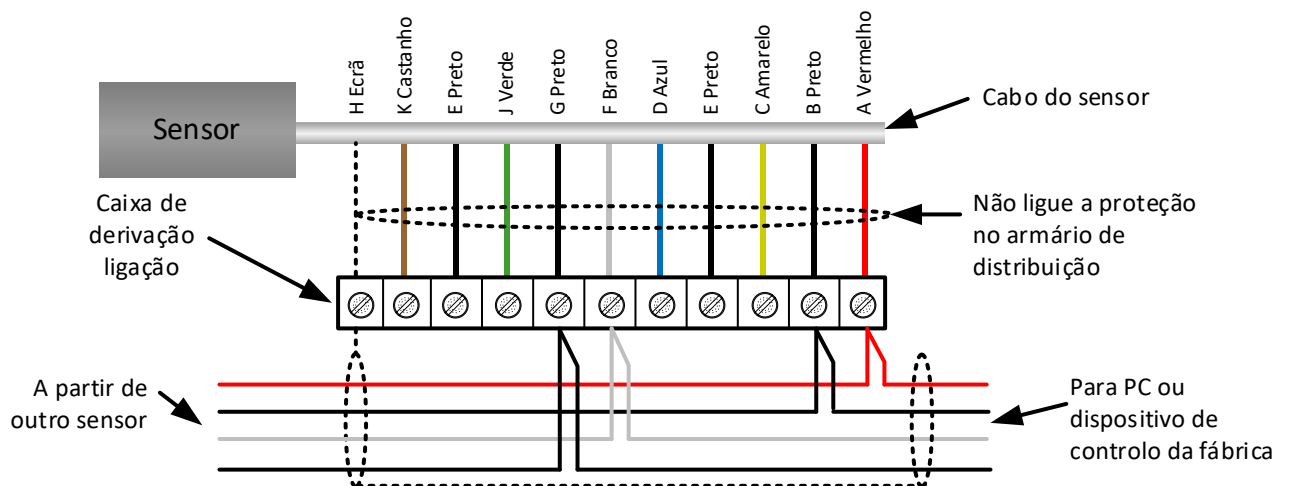 H Ecrã
K Castanho
E Preto
J Verde
G Preto
F Branco
D Azul
E Preto
C Amarelo
B Preto
A Vermelho
Sensor
Cabo do sensor
Caixa de
derivação
ligação
Não ligue a proteção
no armário de
distribuição
A partir de
outro sensor
Para PC ou
dispositivo de
controlo da fábrica